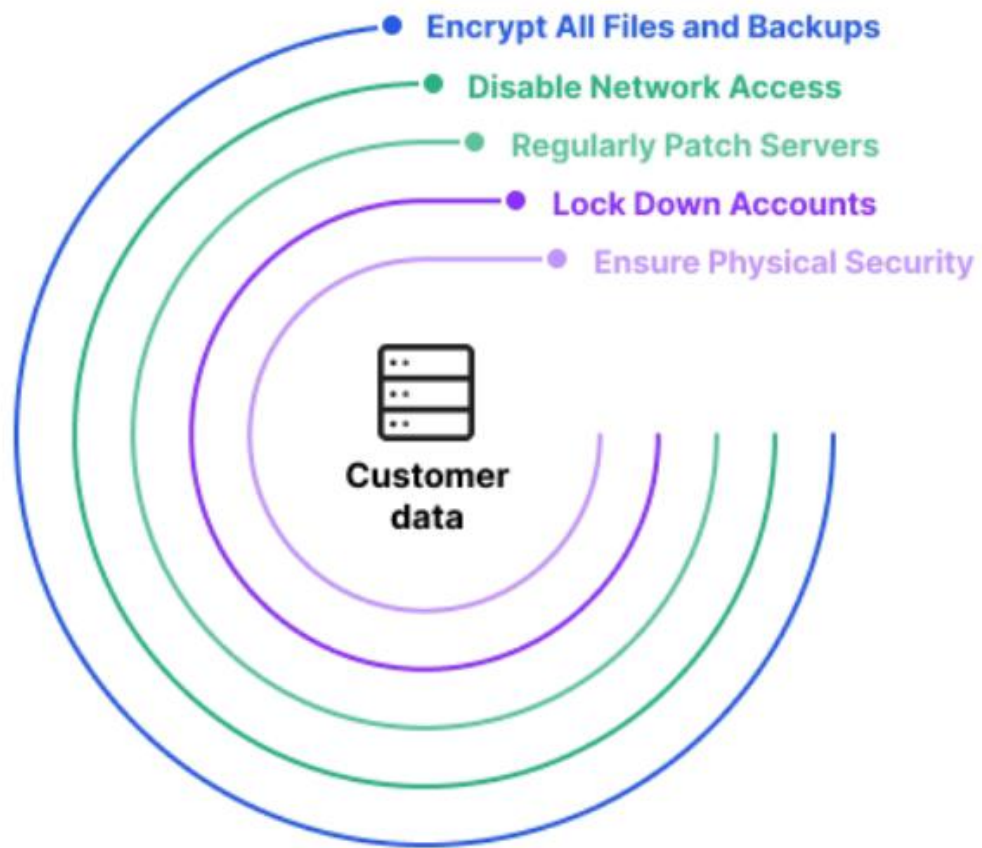 Encrypt All Files and Backups
Disable Network Access
Regularly Patch Servers
Lock Down Accounts
Ensure Physical Security
Customer
data